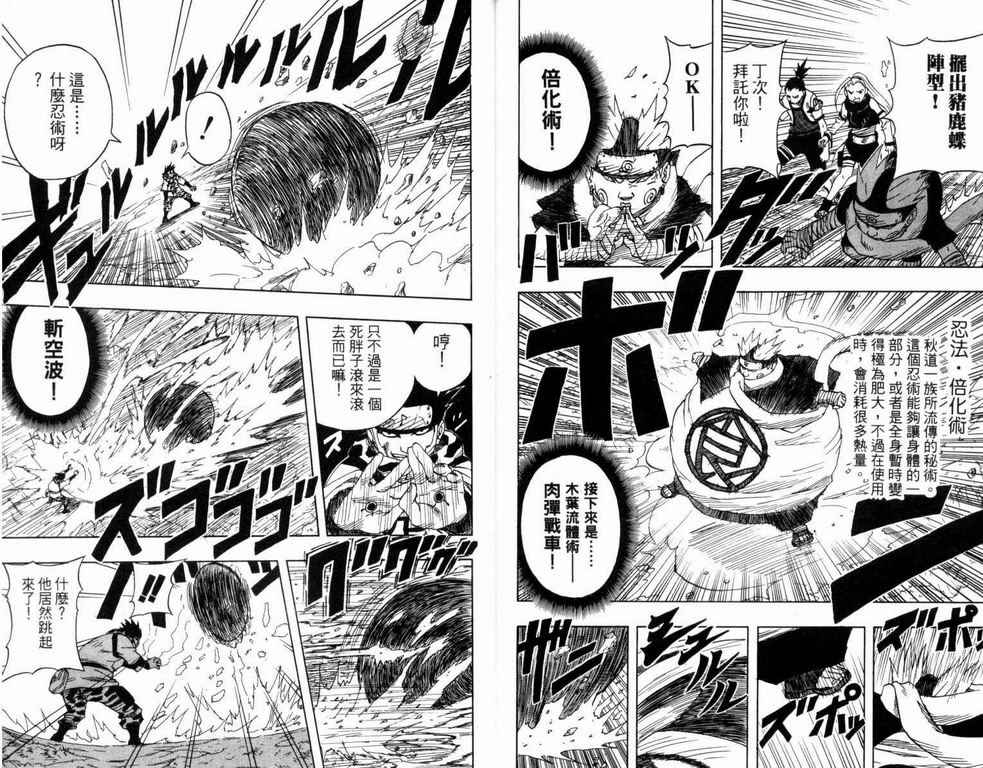 擺出豬鹿蝶
陣型！
丁次！
拜託你啦！
ダッ
OK——
倍化術！
ババッ
忍法・倍化術
秋道一族所流傳的秘術。
這個忍術能夠讓身體的一
部分，或者是全身暫時變
得極為肥大，不過在使用
時，會消耗很多熱量。
ボンッ
接下來是……
木葉流體術——
肉彈戰車！
ズポッ
ズポッ
シュルルル
ザンッ
！
這是……
什麼忍術呀
？
ギュルルルルルル
哼！
只不過是一個
死胖子滾來滾
去而已嘛！
斬空波！
ズゴゴゴゴ
ググググ
！！
什麼？
他居然跳起
來了！